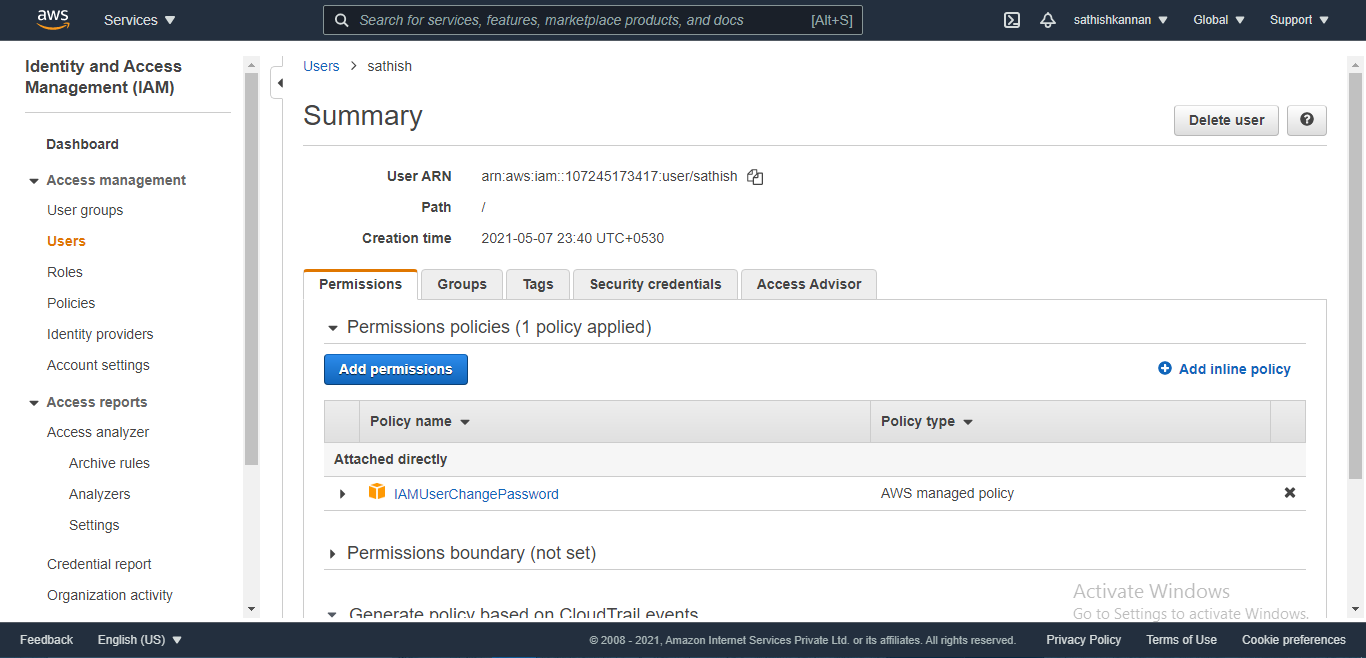 aws Services Search for services, features, marketplace products, and docs [Alt+S] sathishkannan Global Support
Identity and Access
Management (IAM)
Dashboard
Access management
User groups
Users
Roles
Policies
Identity providers
Account settings
Access reports
Access analyzer
Archive rules
Analyzers
Settings
Credential report
Organization activity
Users > sathish
Summary
Delete user
User ARN arn:aws:iam::107245173417:user/sathish
Path /
Creation time 2021-05-07 23:40 UTC+0530
Permissions Groups Tags Security credentials Access Advisor
Permissions policies (1 policy applied)
Add permissions Add inline policy
Policy name Policy type
Attached directly
IAMUserChangePassword AWS managed policy
Permissions boundary (not set)
Generate policy based on CloudTrail events
Activate Windows
Go to Settings to activate Windows.
Feedback English (US) © 2008 - 2021, Amazon Internet Services Private Ltd. or its affiliates. All rights reserved. Privacy Policy Terms of Use Cookie preferences